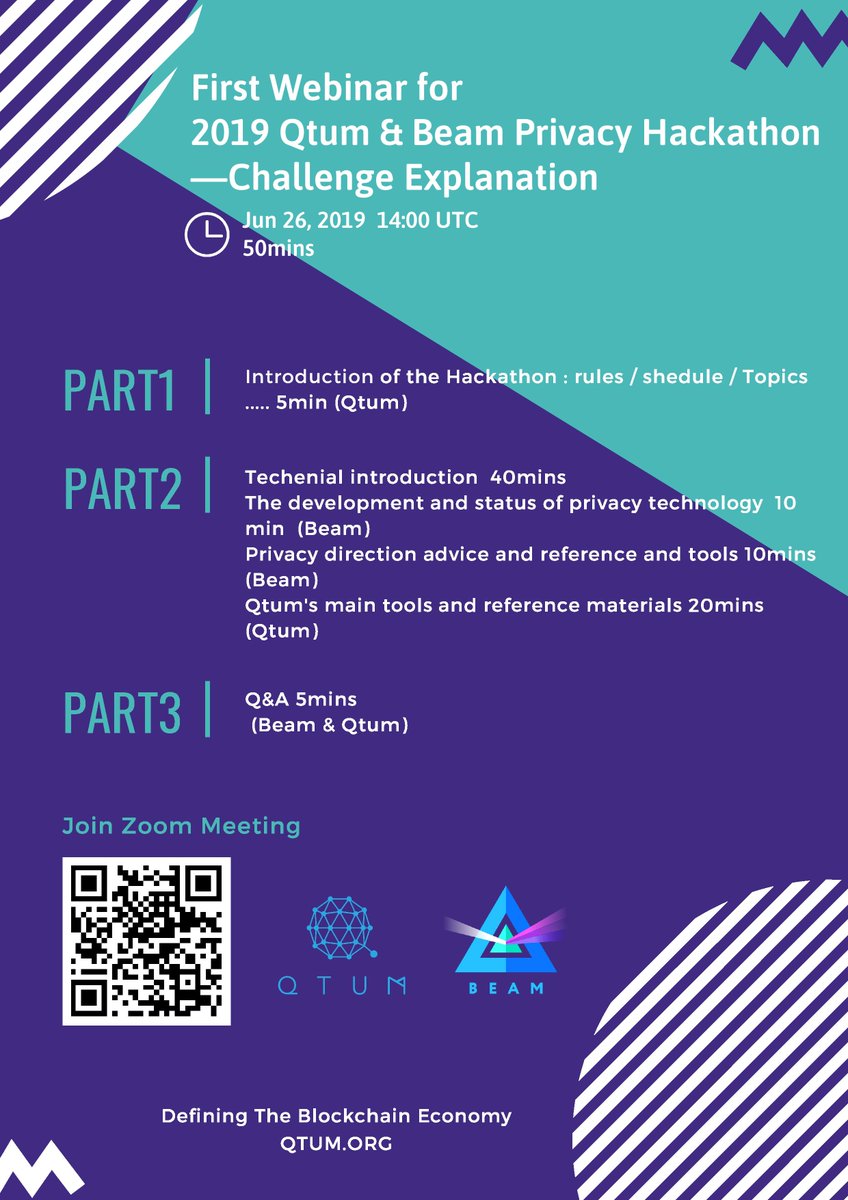 First Webinar for
2019 Qtum & Beam Privacy Hackathon
—Challenge Explanation
Jun 26, 2019  14:00 UTC
50mins
PART1
Introduction of the Hackathon : rules / shedule / Topics
..... 5min (Qtum)
PART2
Techenial introduction  40mins
The development and status of privacy technology  10
min  (Beam)
Privacy direction advice and reference and tools 10mins
(Beam)
Qtum's main tools and reference materials 20mins
(Qtum)
PART3
Q&A 5mins
(Beam & Qtum)
Join Zoom Meeting
QTUM
BEAM
Defining The Blockchain Economy
QTUM.ORG